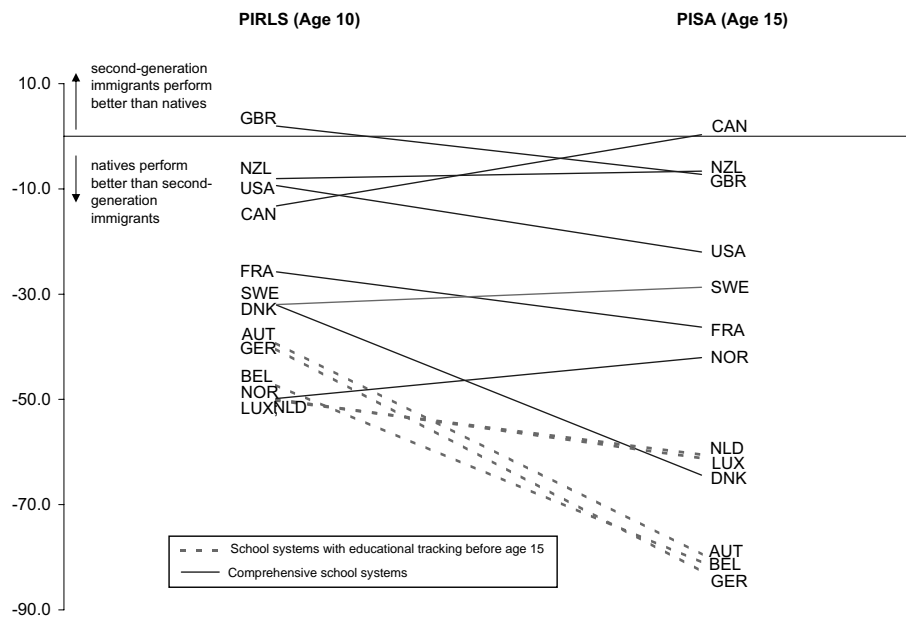 PIRLS (Age 10) PISA (Age 15)
10.0
second-generation
immigrants perform
better than natives
GBR
CAN
natives perform
better than second-
generation
immigrants
-10.0
NZL
USA
CAN
NZL
GBR
USA
-30.0
FRA
SWE
DNK
SWE
FRA
AUT
GER
NOR
-50.0
BEL
NOR
LUX,NLD
NLD
LUX
DNK
-70.0
AUT
BEL
GER
School systems with educational tracking before age 15
Comprehensive school systems
-90.0